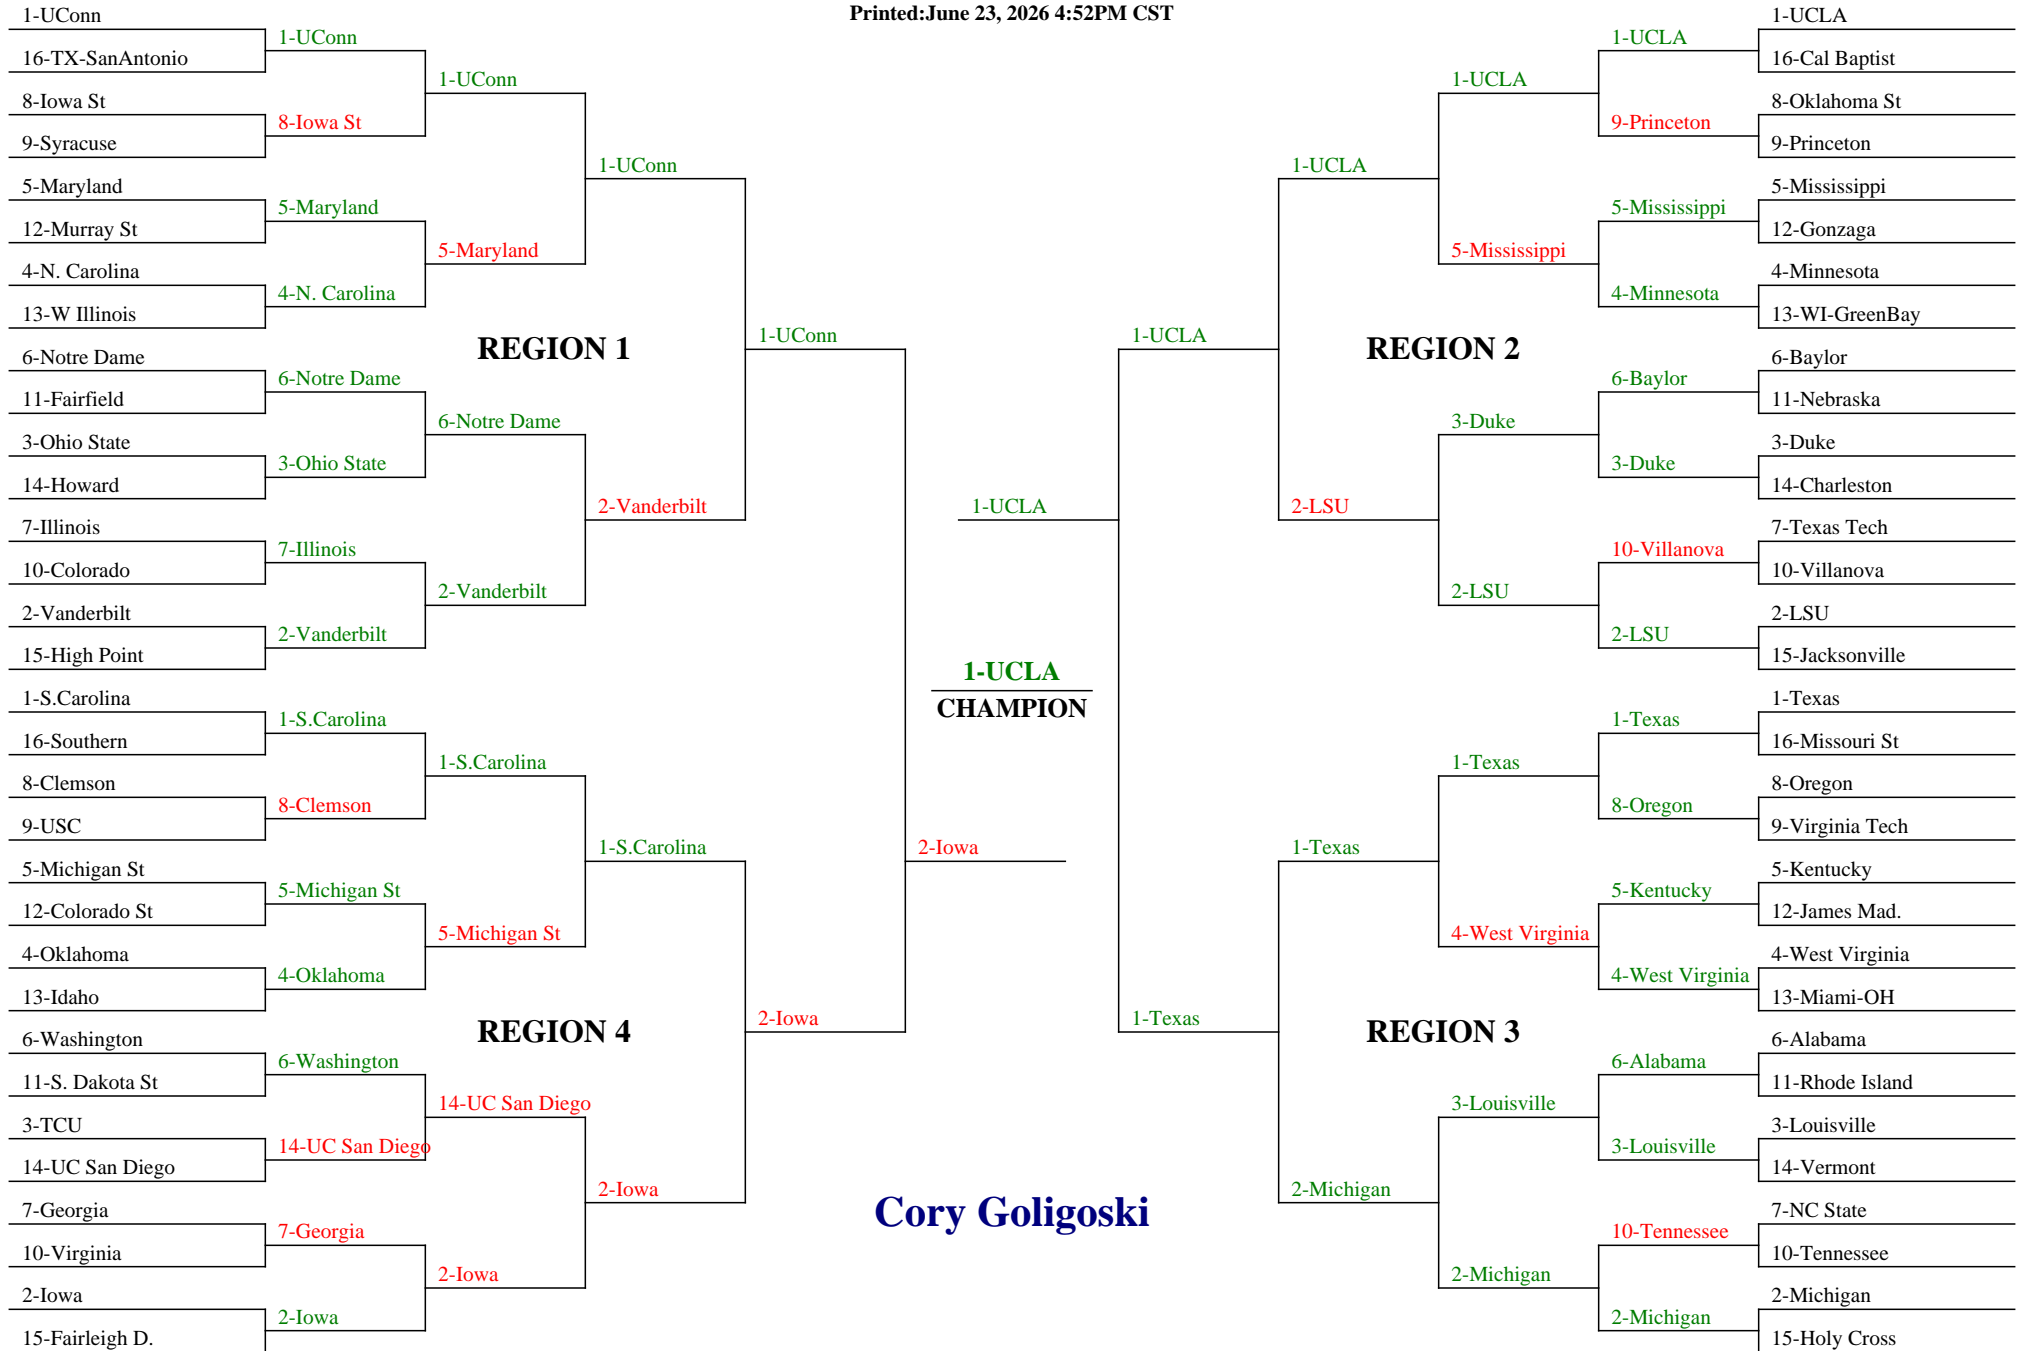 Printed:June 23, 2026 4:52PM CST
1-UConn
16-TX-SanAntonio
8-Iowa St
9-Syracuse
5-Maryland
12-Murray St
4-N. Carolina
13-W Illinois
6-Notre Dame
11-Fairfield
3-Ohio State
14-Howard
7-Illinois
10-Colorado
2-Vanderbilt
15-High Point
1-S.Carolina
16-Southern
8-Clemson
9-USC
5-Michigan St
12-Colorado St
4-Oklahoma
13-Idaho
6-Washington
11-S. Dakota St
3-TCU
14-UC San Diego
7-Georgia
10-Virginia
2-Iowa
15-Fairleigh D.
1-UConn
8-Iowa St
5-Maryland
4-N. Carolina
6-Notre Dame
3-Ohio State
7-Illinois
2-Vanderbilt
1-S.Carolina
8-Clemson
5-Michigan St
4-Oklahoma
6-Washington
14-UC San Diego
7-Georgia
2-Iowa
1-UConn
5-Maryland
6-Notre Dame
2-Vanderbilt
1-S.Carolina
5-Michigan St
14-UC San Diego
2-Iowa
REGION 1
REGION 4
1-UConn
2-Vanderbilt
1-S.Carolina
2-Iowa
1-UConn
2-Iowa
2-Iowa
1-UCLA
1-UCLA
CHAMPION
Cory Goligoski
1-UCLA
1-Texas
1-UCLA
2-LSU
1-Texas
2-Michigan
REGION 2
REGION 3
1-UCLA
5-Mississippi
3-Duke
2-LSU
1-Texas
4-West Virginia
3-Louisville
2-Michigan
1-UCLA
9-Princeton
5-Mississippi
4-Minnesota
6-Baylor
3-Duke
10-Villanova
2-LSU
1-Texas
8-Oregon
5-Kentucky
4-West Virginia
6-Alabama
3-Louisville
10-Tennessee
2-Michigan
1-UCLA
16-Cal Baptist
8-Oklahoma St
9-Princeton
5-Mississippi
12-Gonzaga
4-Minnesota
13-WI-GreenBay
6-Baylor
11-Nebraska
3-Duke
14-Charleston
7-Texas Tech
10-Villanova
2-LSU
15-Jacksonville
1-Texas
16-Missouri St
8-Oregon
9-Virginia Tech
5-Kentucky
12-James Mad.
4-West Virginia
13-Miami-OH
6-Alabama
11-Rhode Island
3-Louisville
14-Vermont
7-NC State
10-Tennessee
2-Michigan
15-Holy Cross